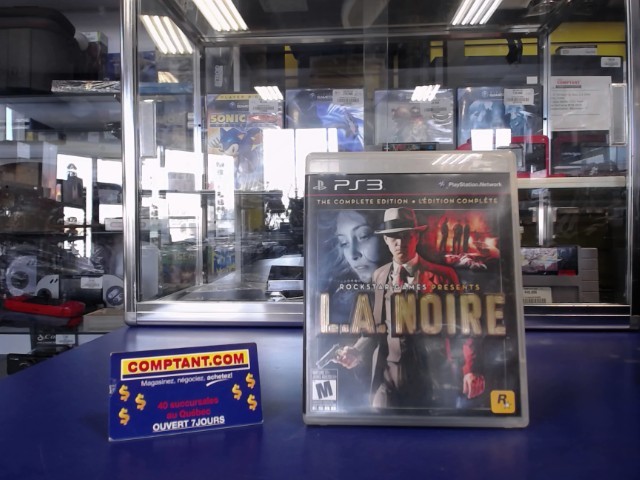 SONIC
PS3
PlayStation Network
THE COMPLETE EDITION • L'ÉDITION COMPLÈTE
ROCKSTAR GAMES PRESENTS
L.A. NOIRE
M
R
COMPTANT.COM
Magasinez, négociez, achetez!
$ $
$ $
$ $
40 succursales
au Québec
OUVERT 7JOURS